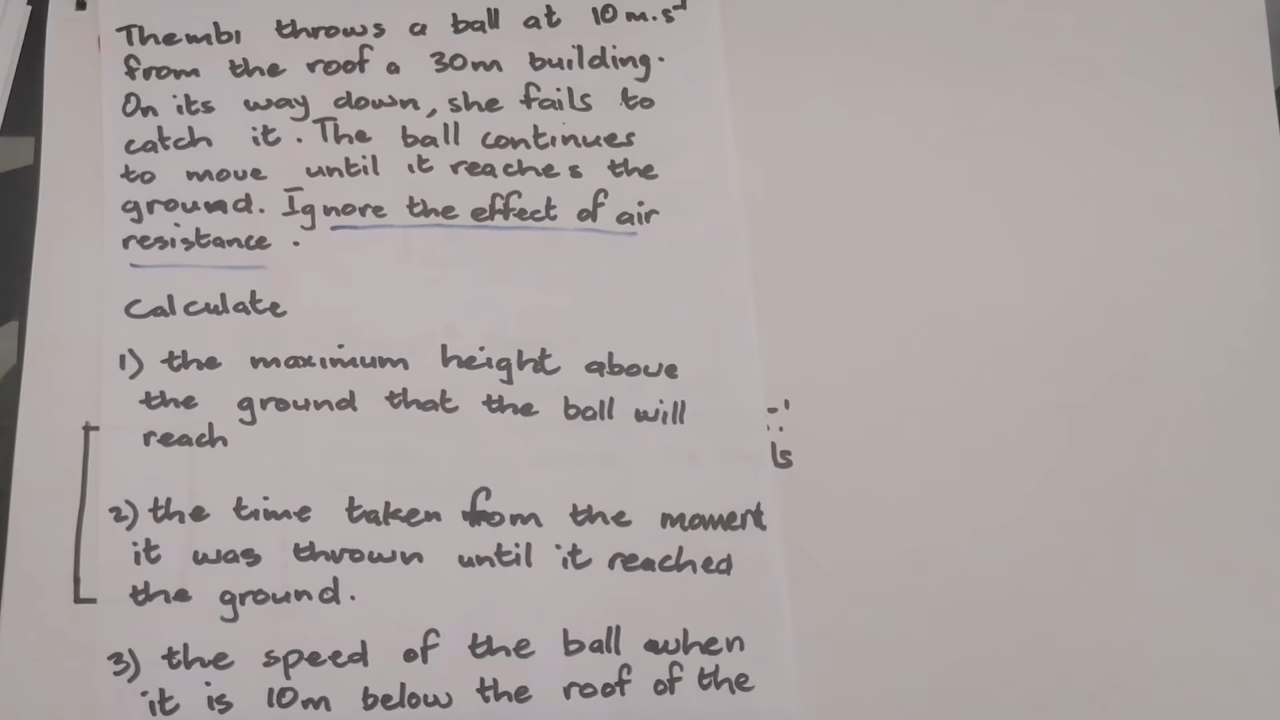 Thembi throws a ball at 10 m.s⁻¹
from the roof a 30m building.
On its way down, she fails to
catch it. The ball continues
to move until it reaches the
ground. Ignore the effect of air
resistance.
Calculate
1) the maximum height above
the ground that the ball will
reach
2) the time taken from the moment
it was thrown until it reached
the ground.
3) the speed of the ball when
it is 10m below the roof of the